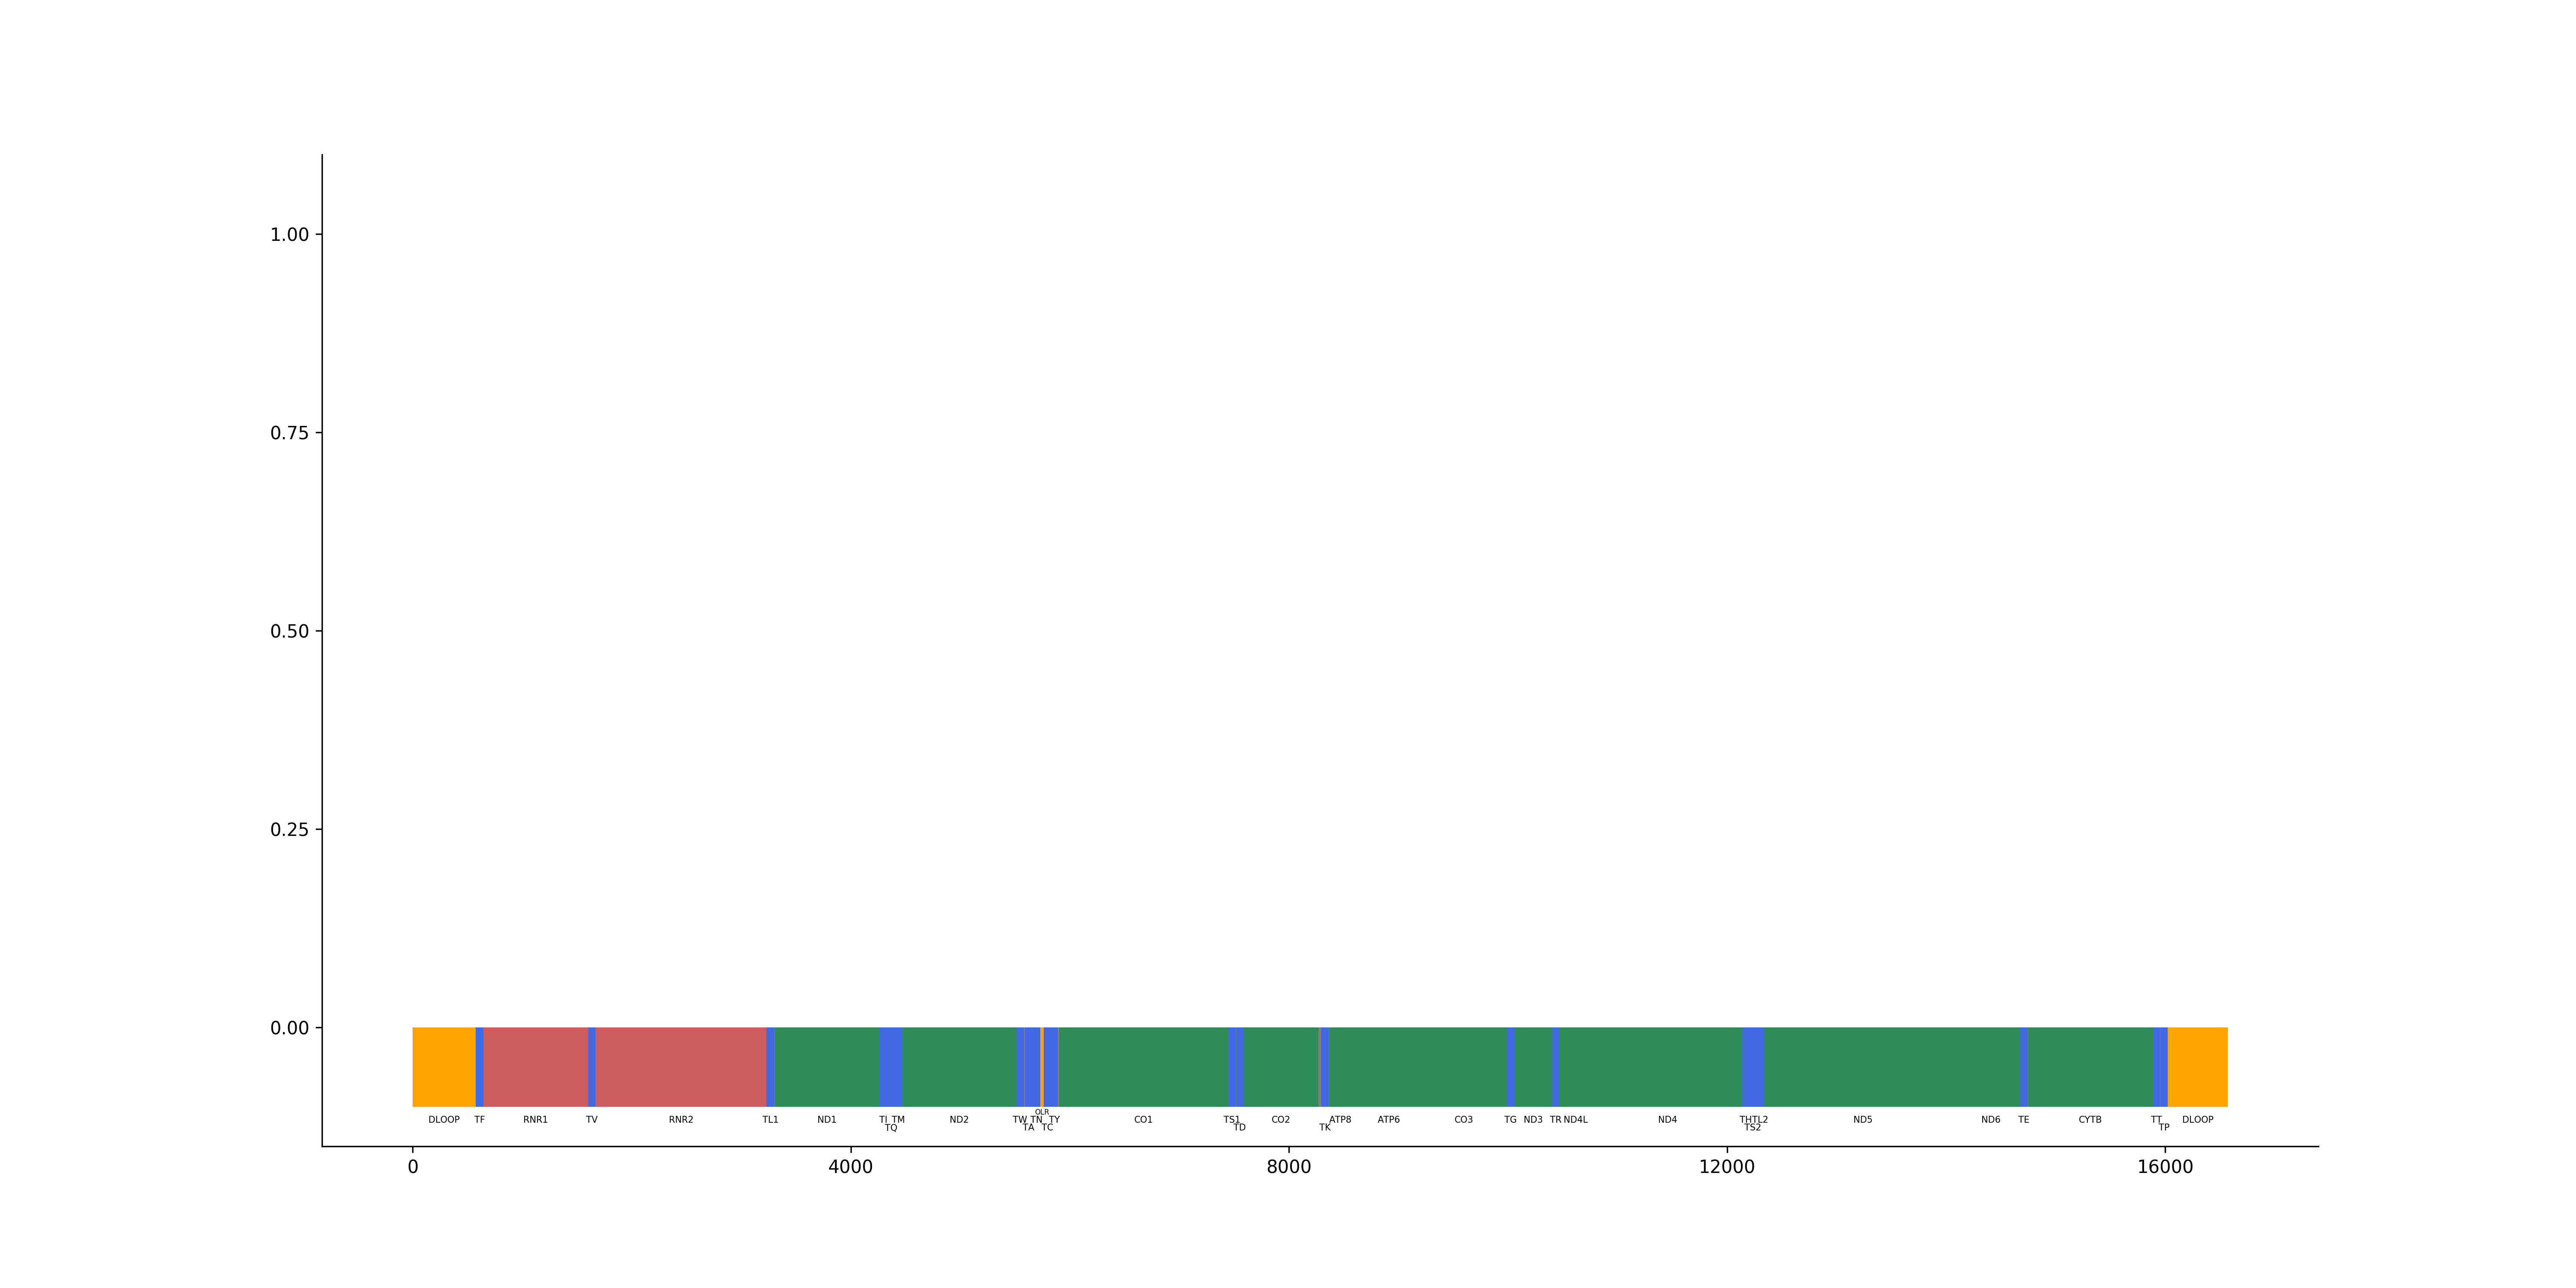 1.00
0.75
0.50
0.25
0.00
OLR
DLOOP TF RNR1 TV RNR2 TL1 ND1 TI TM ND2 TW TN TY CO1 TS1 CO2 ATP8 ATP6 CO3 TG ND3 TR ND4L ND4 TH TL2 ND5 ND6 TE CYTB TT DLOOP
TQ TA TC TD TK TS2 TP
0 4000 8000 12000 16000